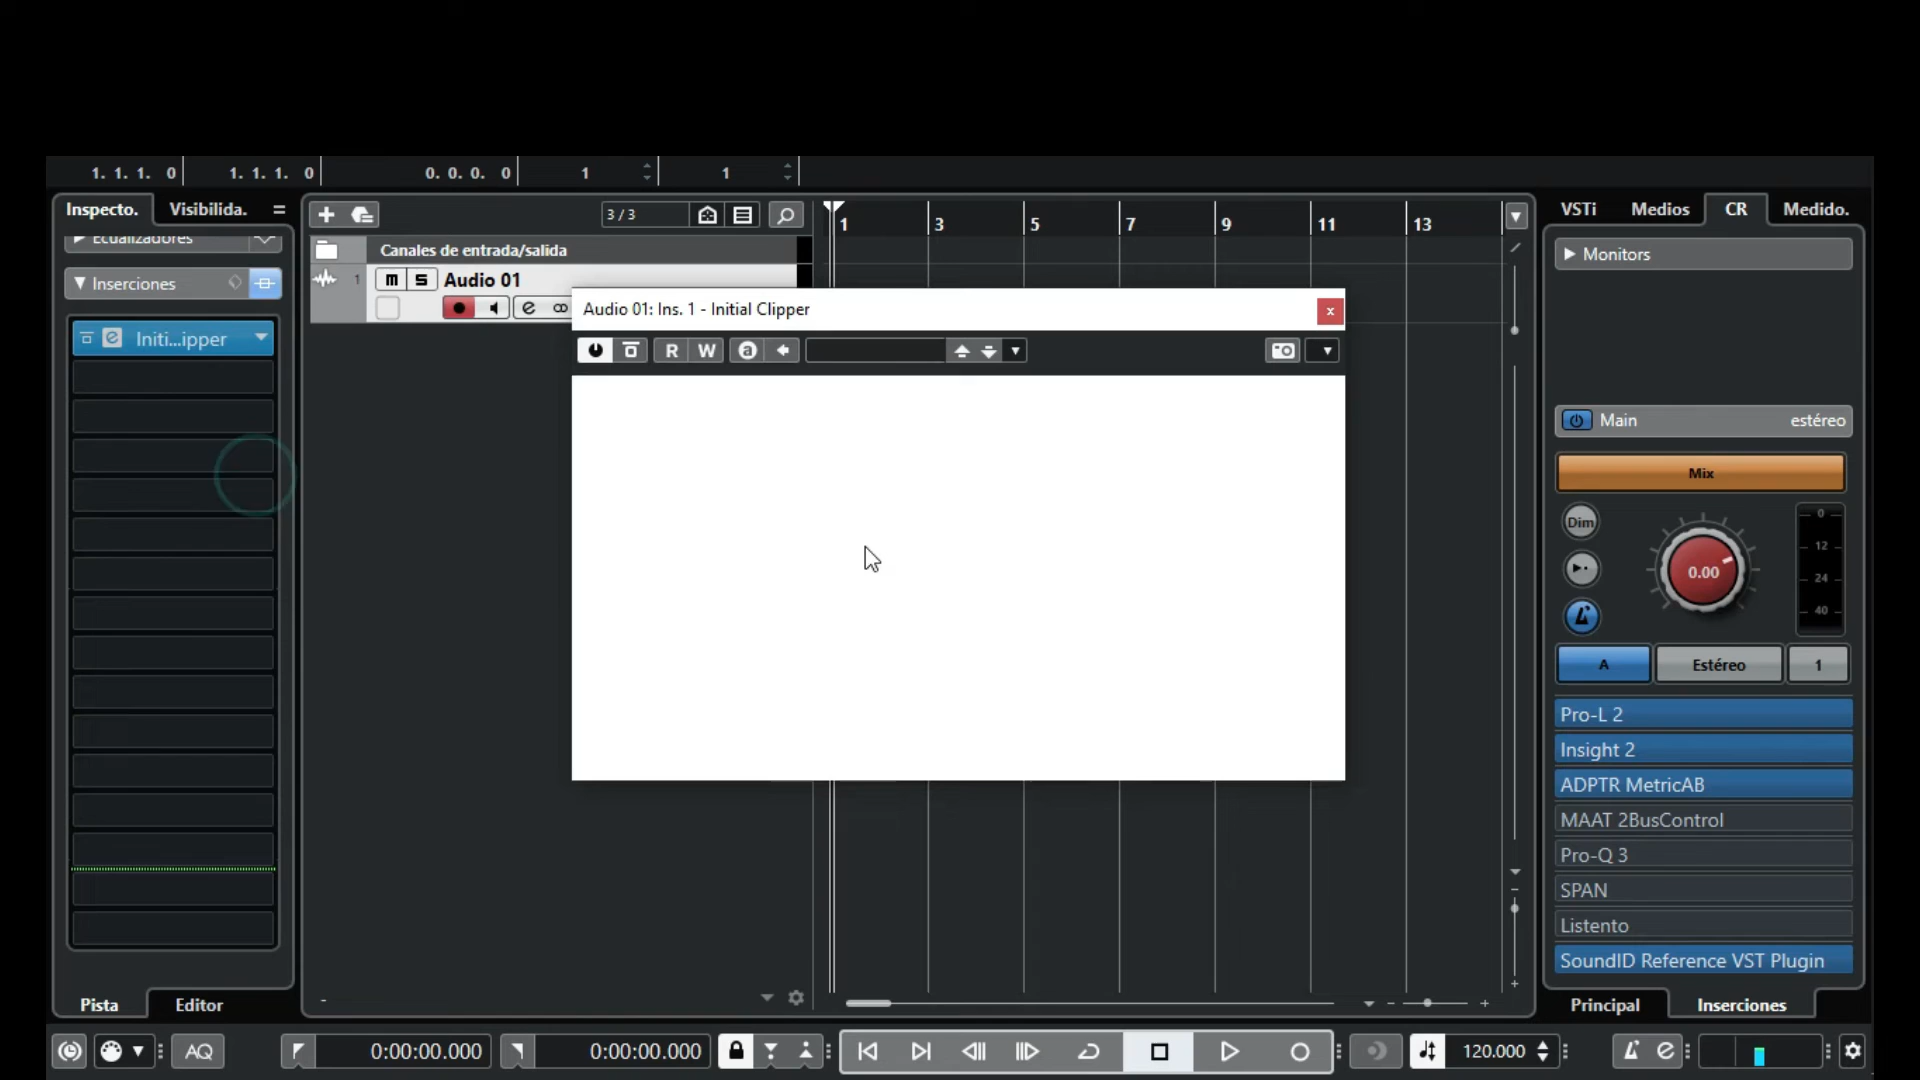 1. 1. 1. 0
1. 1. 1. 0
0. 0. 0. 0
1
1
Inspecto.
Visibilida.
Ecualizadores
Inserciones
Initi...ipper
Pista
Editor
3 / 3
Canales de entrada/salida
1
m
S
Audio 01
e
Audio 01: Ins. 1 - Initial Clipper
x
R
W
a
1
3
5
7
9
11
13
VSTi
Medios
CR
Medido.
Monitors
Main
estéreo
Mix
Dim
0.00
0
12
24
40
A
Estéreo
1
Pro-L 2
Insight 2
ADPTR MetricAB
MAAT 2BusControl
Pro-Q 3
SPAN
Listento
SoundID Reference VST Plugin
Principal
Inserciones
AQ
0:00:00.000
0:00:00.000
120.000
e